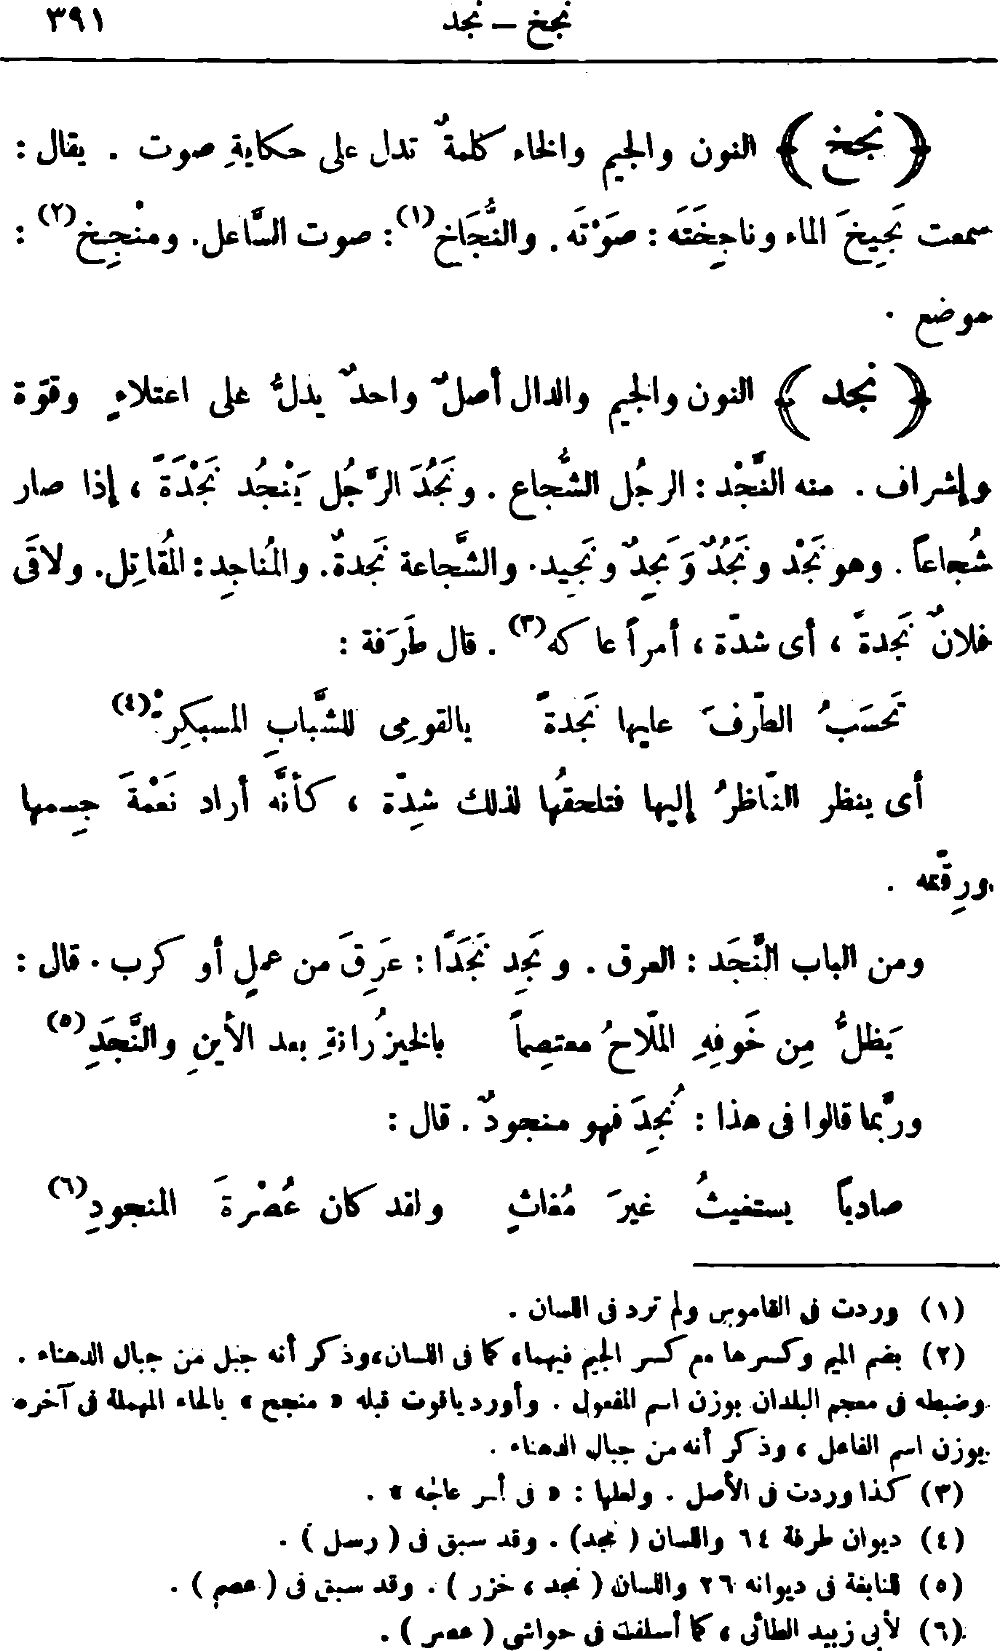 نجخ – نجد ٣٩١
﴿ نجخ ﴾ النون والجيم والخاء كلمةٌ تدل على حكايةِ صوت . يقال :
سمعت نَجِيخَ الماء وناجِخَتَه : صَوْتَه . والنُّجَاخ(١) : صوت السَّاعل. ومنْجِخ(٢) :
موضع .
﴿ نجد ﴾ النون والجيم والدال أصلٌ واحدٌ يدلُّ على اعتلاءٍ وقوّة
وإشراف . منه النَّجْد : الرجُل الشُّجاع . ونَجُدَ الرَّجُل يَنْجُد نَجْدَةً ، إذا صار
شُجاعاً . وهو نَجْد ونَجُدٌ وَنَجِدٌ ونَجِيد. والشَّجاعة نَجدةٌ. والمُناجِد : المُقاتِل. ولاقَى
فلانٌ نَجدةً ، أى شدّة ، أمراً عاكه(٣) . قال طَرَفة :
تَحسَبُ الطّرفَ عليها نَجدةً يالقومِى للشَّبابِ المسبَكِرّْ(٤)
أى ينظر النّاظرُ إليها فتلحقُها لذلك شدّة ، كأنَّه أراد نَعْمةَ جِسمها
ورِقّته .
ومن الباب النَّجَد : العرق . ونَجِد نَجَدًا : عَرِقَ من عملٍ أو كرب . قال :
يَظلُّ مِن خَوفِهِ الملّاحُ معتصِماً بالخيزُرانةِ بعد الأينِ والنَّجَدِ(٥)
وربَّما قالوا فى هذا : نُجِدَ فهو منجودٌ . قال :
صادياً يستغيثُ غيرَ مُغاثٍ ولقد كان عُصْرةَ المنجودِ(٦)
(١) وردت فى القاموس ولم ترد فى اللسان .
(٢) بضم الميم وكسرها مع كسر الجيم فيهما، كما فى اللسان، وذكر أنه جبل من جبال الدهناء .
وضبطه فى معجم البلدان بوزن اسم المفعول . وأورد ياقوت قبله « منجح » بالحاء المهملة فى آخره
بوزن اسم الفاعل ، وذكر أنه من جبال الدهناء .
(٣) كذا وردت فى الأصل . ولعلها : « فى أمر عالجه » .
(٤) ديوان طرفة ٦٤ واللسان ( نجد) . وقد سبق فى ( رسل ) .
(٥) للنابغة فى ديوانه ٢٦ واللسان ( نجد ، خزر ) . وقد سبق فى ( عصم ) .
(٦) لأبى زبيد الطائى ، كما أسلفت فى حواشى ( عصر ) .